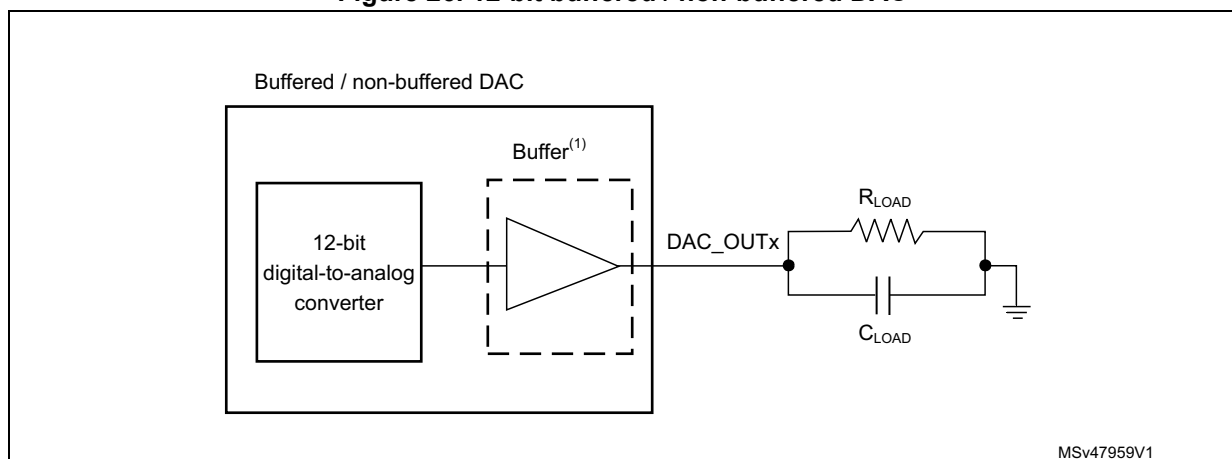 Figure 26. 12-bit buffered / non-buffered DAC
Buffered / non-buffered DAC
Buffer(1)
12-bit
digital-to-analog
converter
DAC_OUTx
RLOAD
CLOAD
MSv47959V1